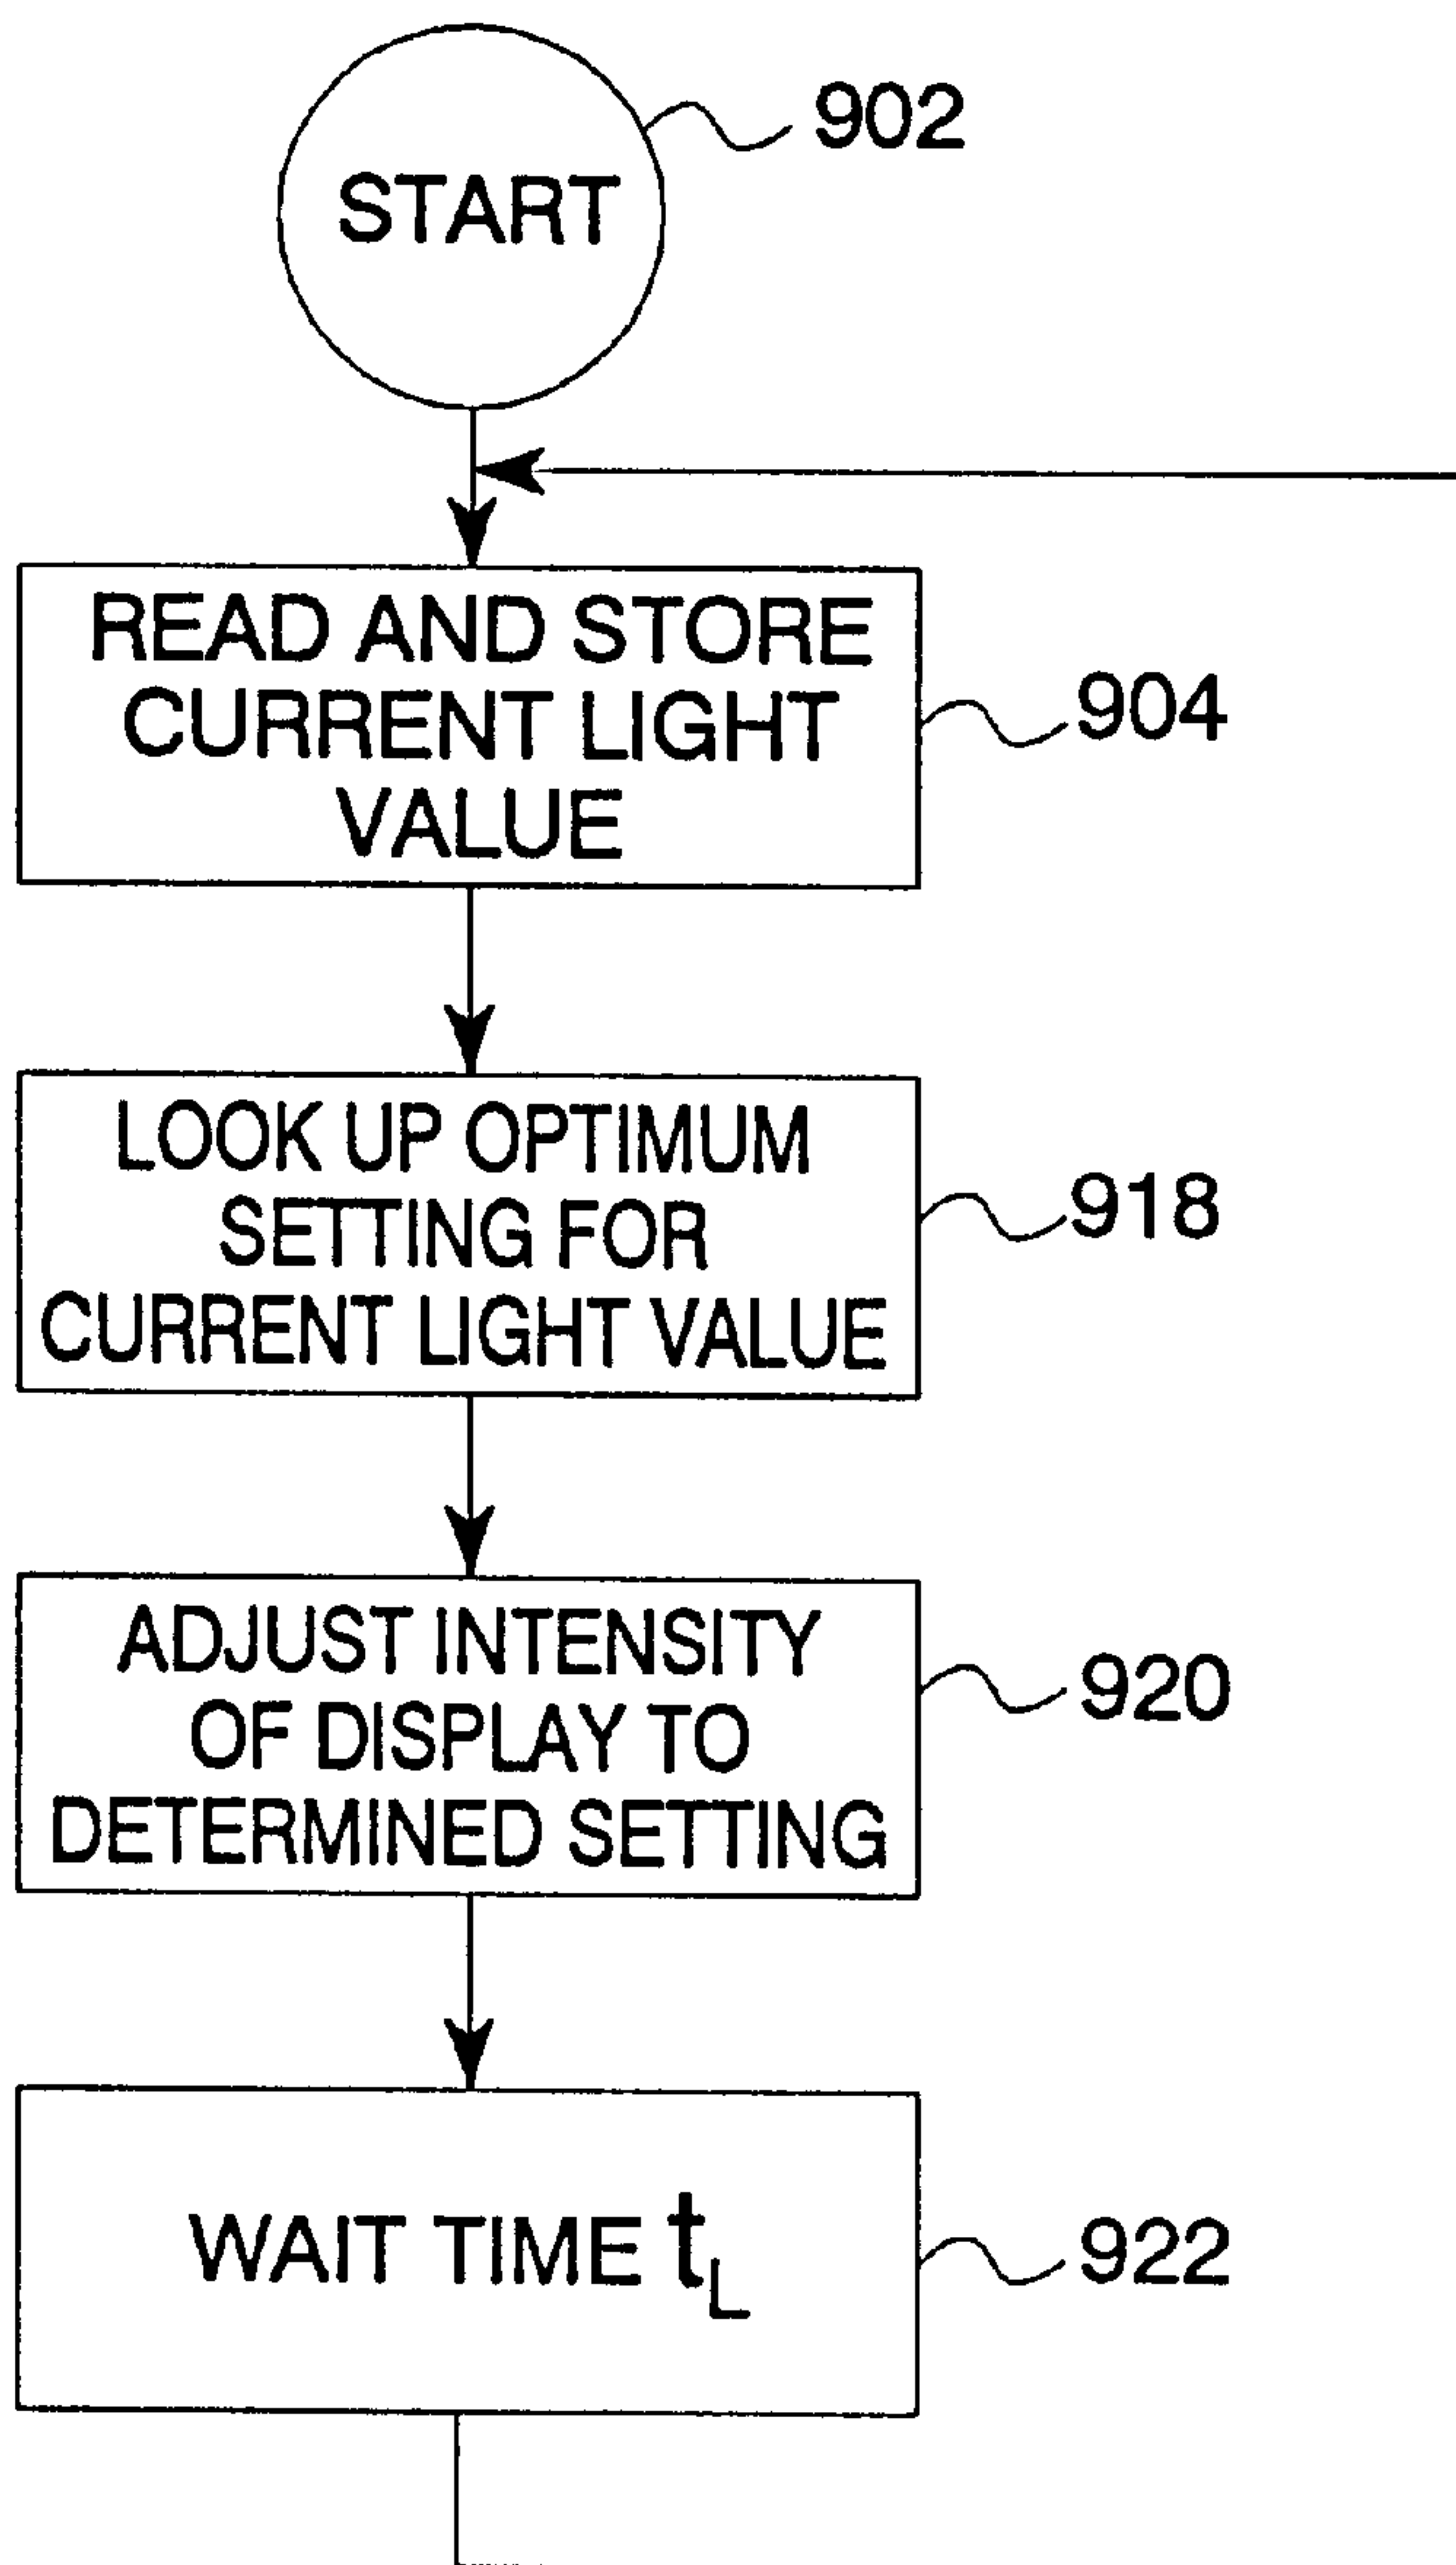 START
902
READ AND STORE
CURRENT LIGHT
VALUE
904
LOOK UP OPTIMUM
SETTING FOR
CURRENT LIGHT VALUE
918
ADJUST INTENSITY
OF DISPLAY TO
DETERMINED SETTING
920
WAIT TIME tL
922